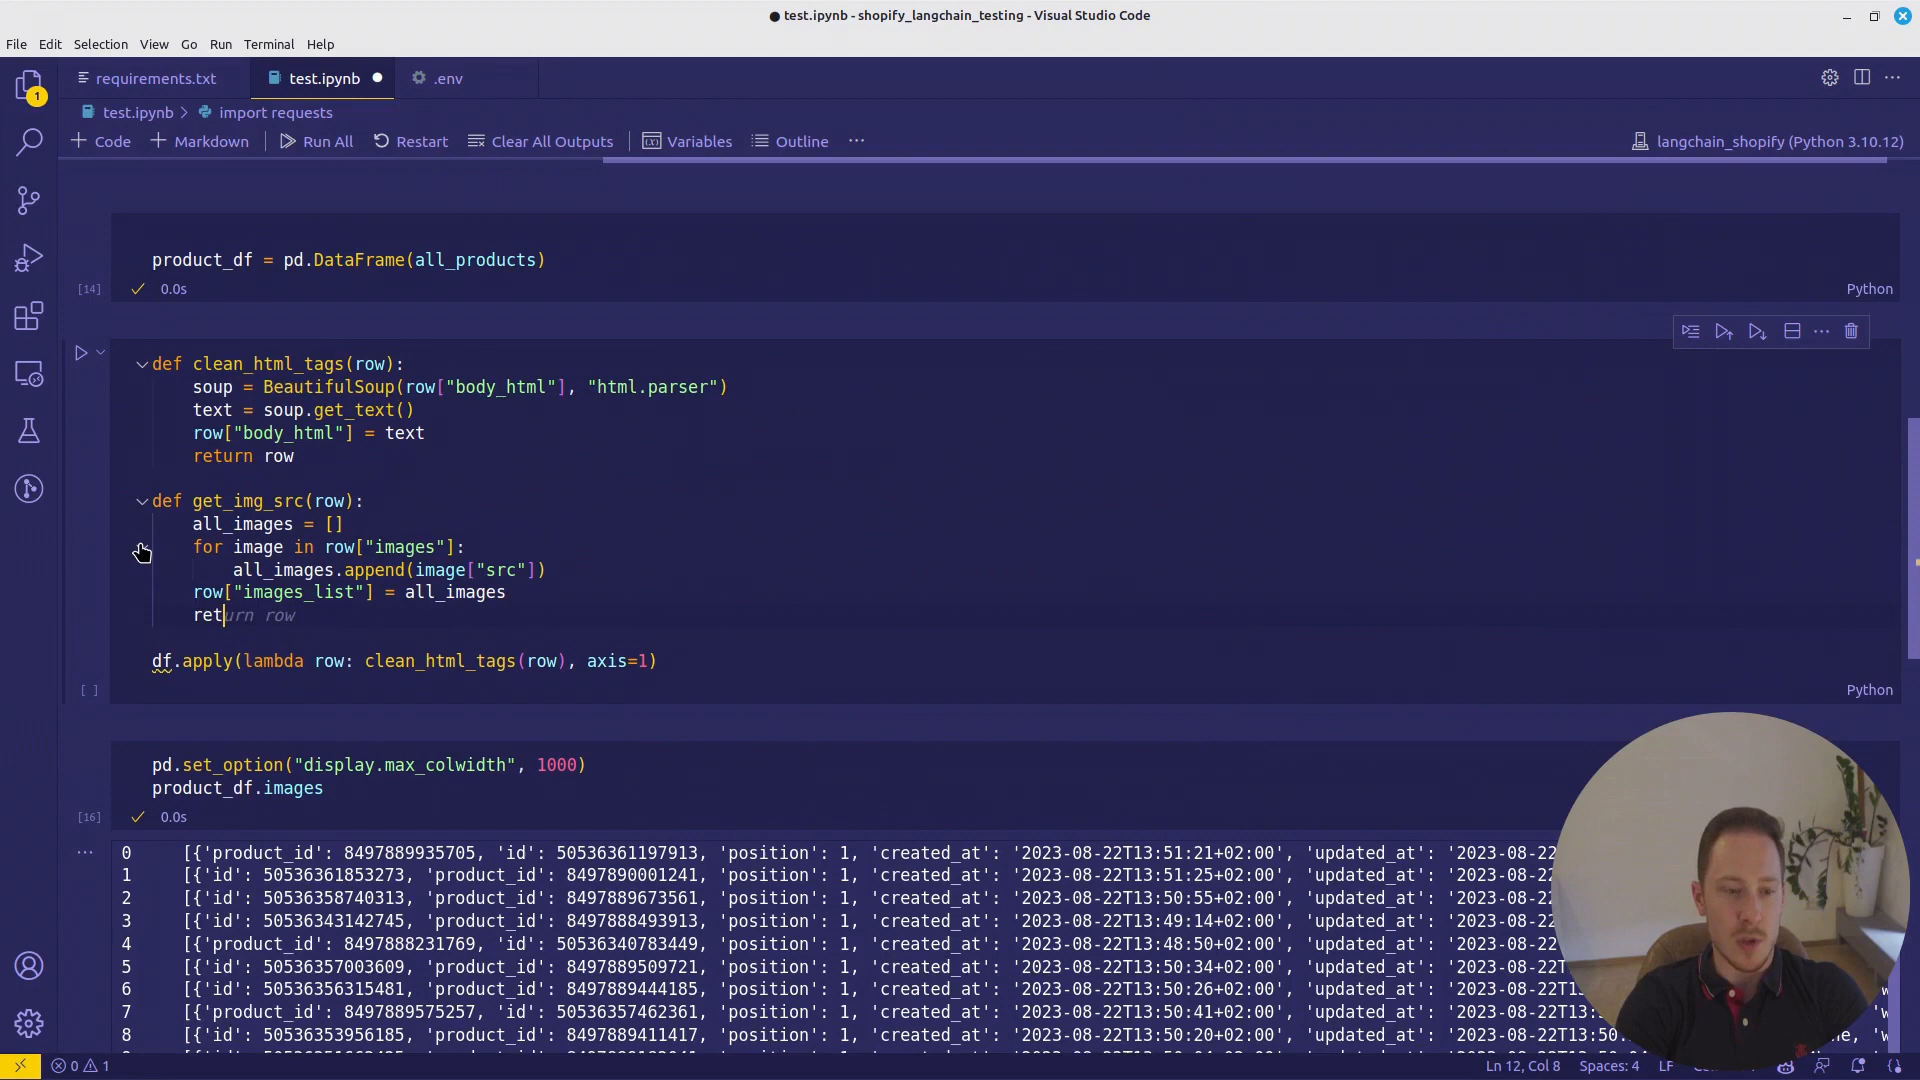 test.ipynb - shopify_langchain_testing - Visual Studio Code
File Edit Selection View Go Run Terminal Help
requirements.txt test.ipynb .env
1
test.ipynb > import requests
Code Markdown Run All Restart Clear All Outputs Variables Outline ... langchain_shopify (Python 3.10.12)
product_df = pd.DataFrame(all_products)
[14] 0.0s Python
def clean_html_tags(row):
soup = BeautifulSoup(row["body_html"], "html.parser")
text = soup.get_text()
row["body_html"] = text
return row
def get_img_src(row):
all_images = []
for image in row["images"]:
all_images.append(image["src"])
row["images_list"] = all_images
return row
df.apply(lambda row: clean_html_tags(row), axis=1)
[ ] Python
pd.set_option("display.max_colwidth", 1000)
product_df.images
[16] 0.0s
0 [{'product_id': 8497889935705, 'id': 50536361197913, 'position': 1, 'created_at': '2023-08-22T13:51:21+02:00', 'updated_at': '2023-08-22
1 [{'id': 50536361853273, 'product_id': 8497890001241, 'position': 1, 'created_at': '2023-08-22T13:51:25+02:00', 'updated_at': '2023-08-22
2 [{'id': 50536358740313, 'product_id': 8497889673561, 'position': 1, 'created_at': '2023-08-22T13:50:55+02:00', 'updated_at': '2023-08-22
3 [{'id': 50536343142745, 'product_id': 8497888493913, 'position': 1, 'created_at': '2023-08-22T13:49:14+02:00', 'updated_at': '2023-08-22
4 [{'product_id': 8497888231769, 'id': 50536340783449, 'position': 1, 'created_at': '2023-08-22T13:48:50+02:00', 'updated_at': '2023-08-22
5 [{'id': 50536357003609, 'product_id': 8497889509721, 'position': 1, 'created_at': '2023-08-22T13:50:34+02:00', 'updated_at': '2023-08-22T
6 [{'id': 50536356315481, 'product_id': 8497889444185, 'position': 1, 'created_at': '2023-08-22T13:50:26+02:00', 'updated_at': '2023-08-22T13
7 [{'product_id': 8497889575257, 'id': 50536357462361, 'position': 1, 'created_at': '2023-08-22T13:50:41+02:00', 'updated_at': '2023-08-22T13:5
8 [{'id': 50536353956185, 'product_id': 8497889411417, 'position': 1, 'created_at': '2023-08-22T13:50:20+02:00', 'updated_at': '2023-08-22T13:50
0 1 Ln 12, Col 8 Spaces: 4 LF